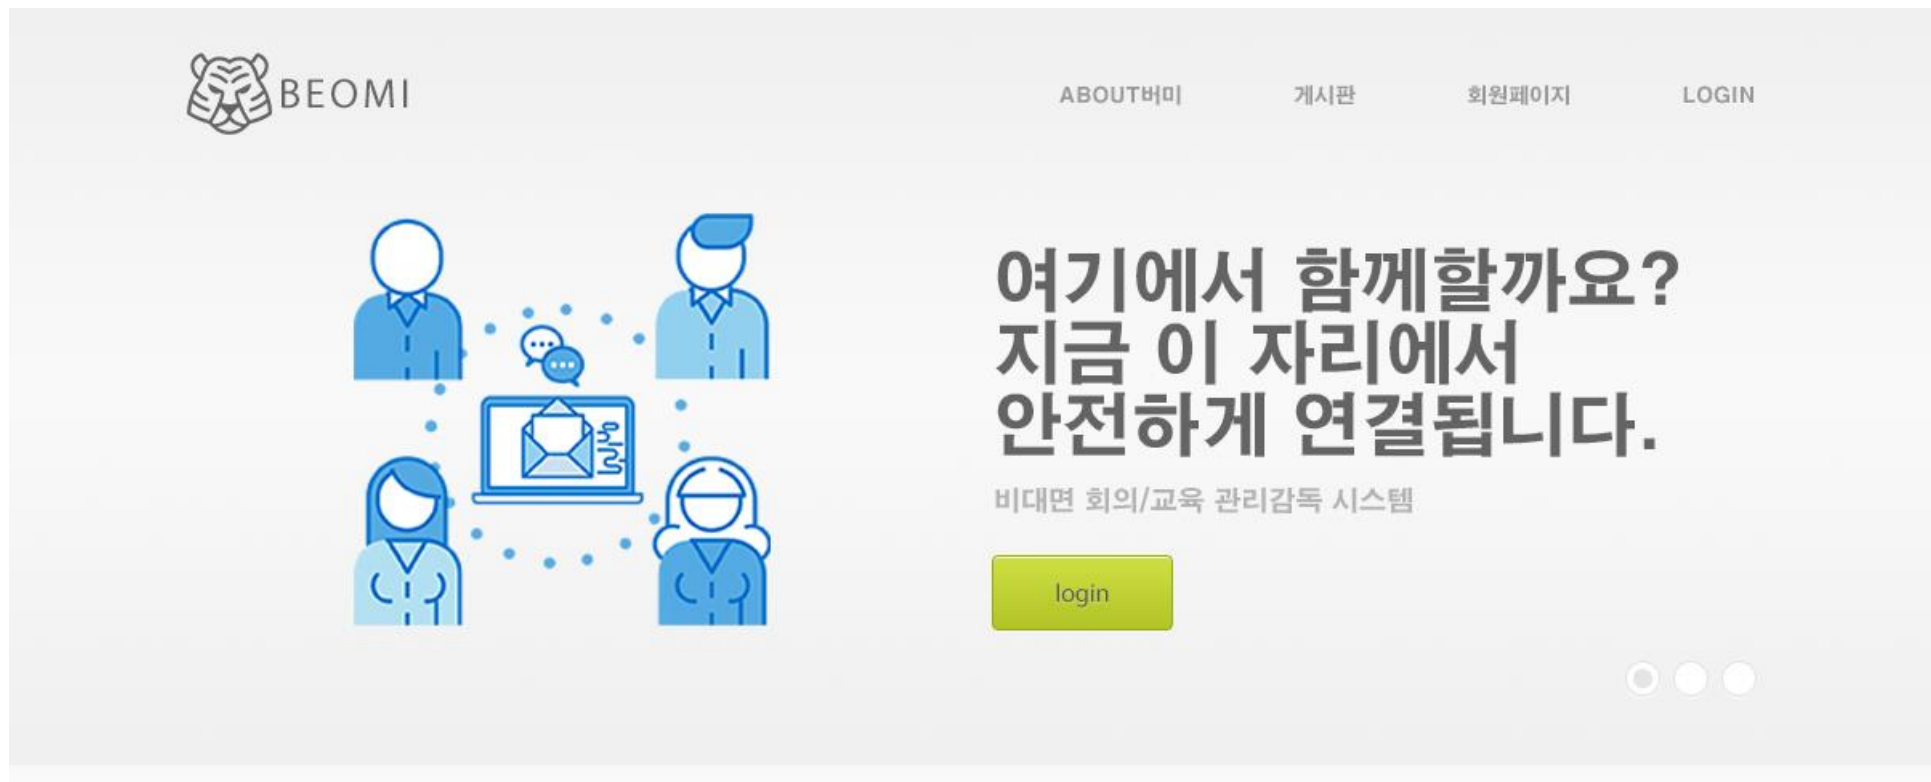 BEOMI
ABOUT버미 게시판 회원페이지 LOGIN
여기에서 함께할까요?
지금 이 자리에서
안전하게 연결됩니다.
비대면 회의/교육 관리감독 시스템
login